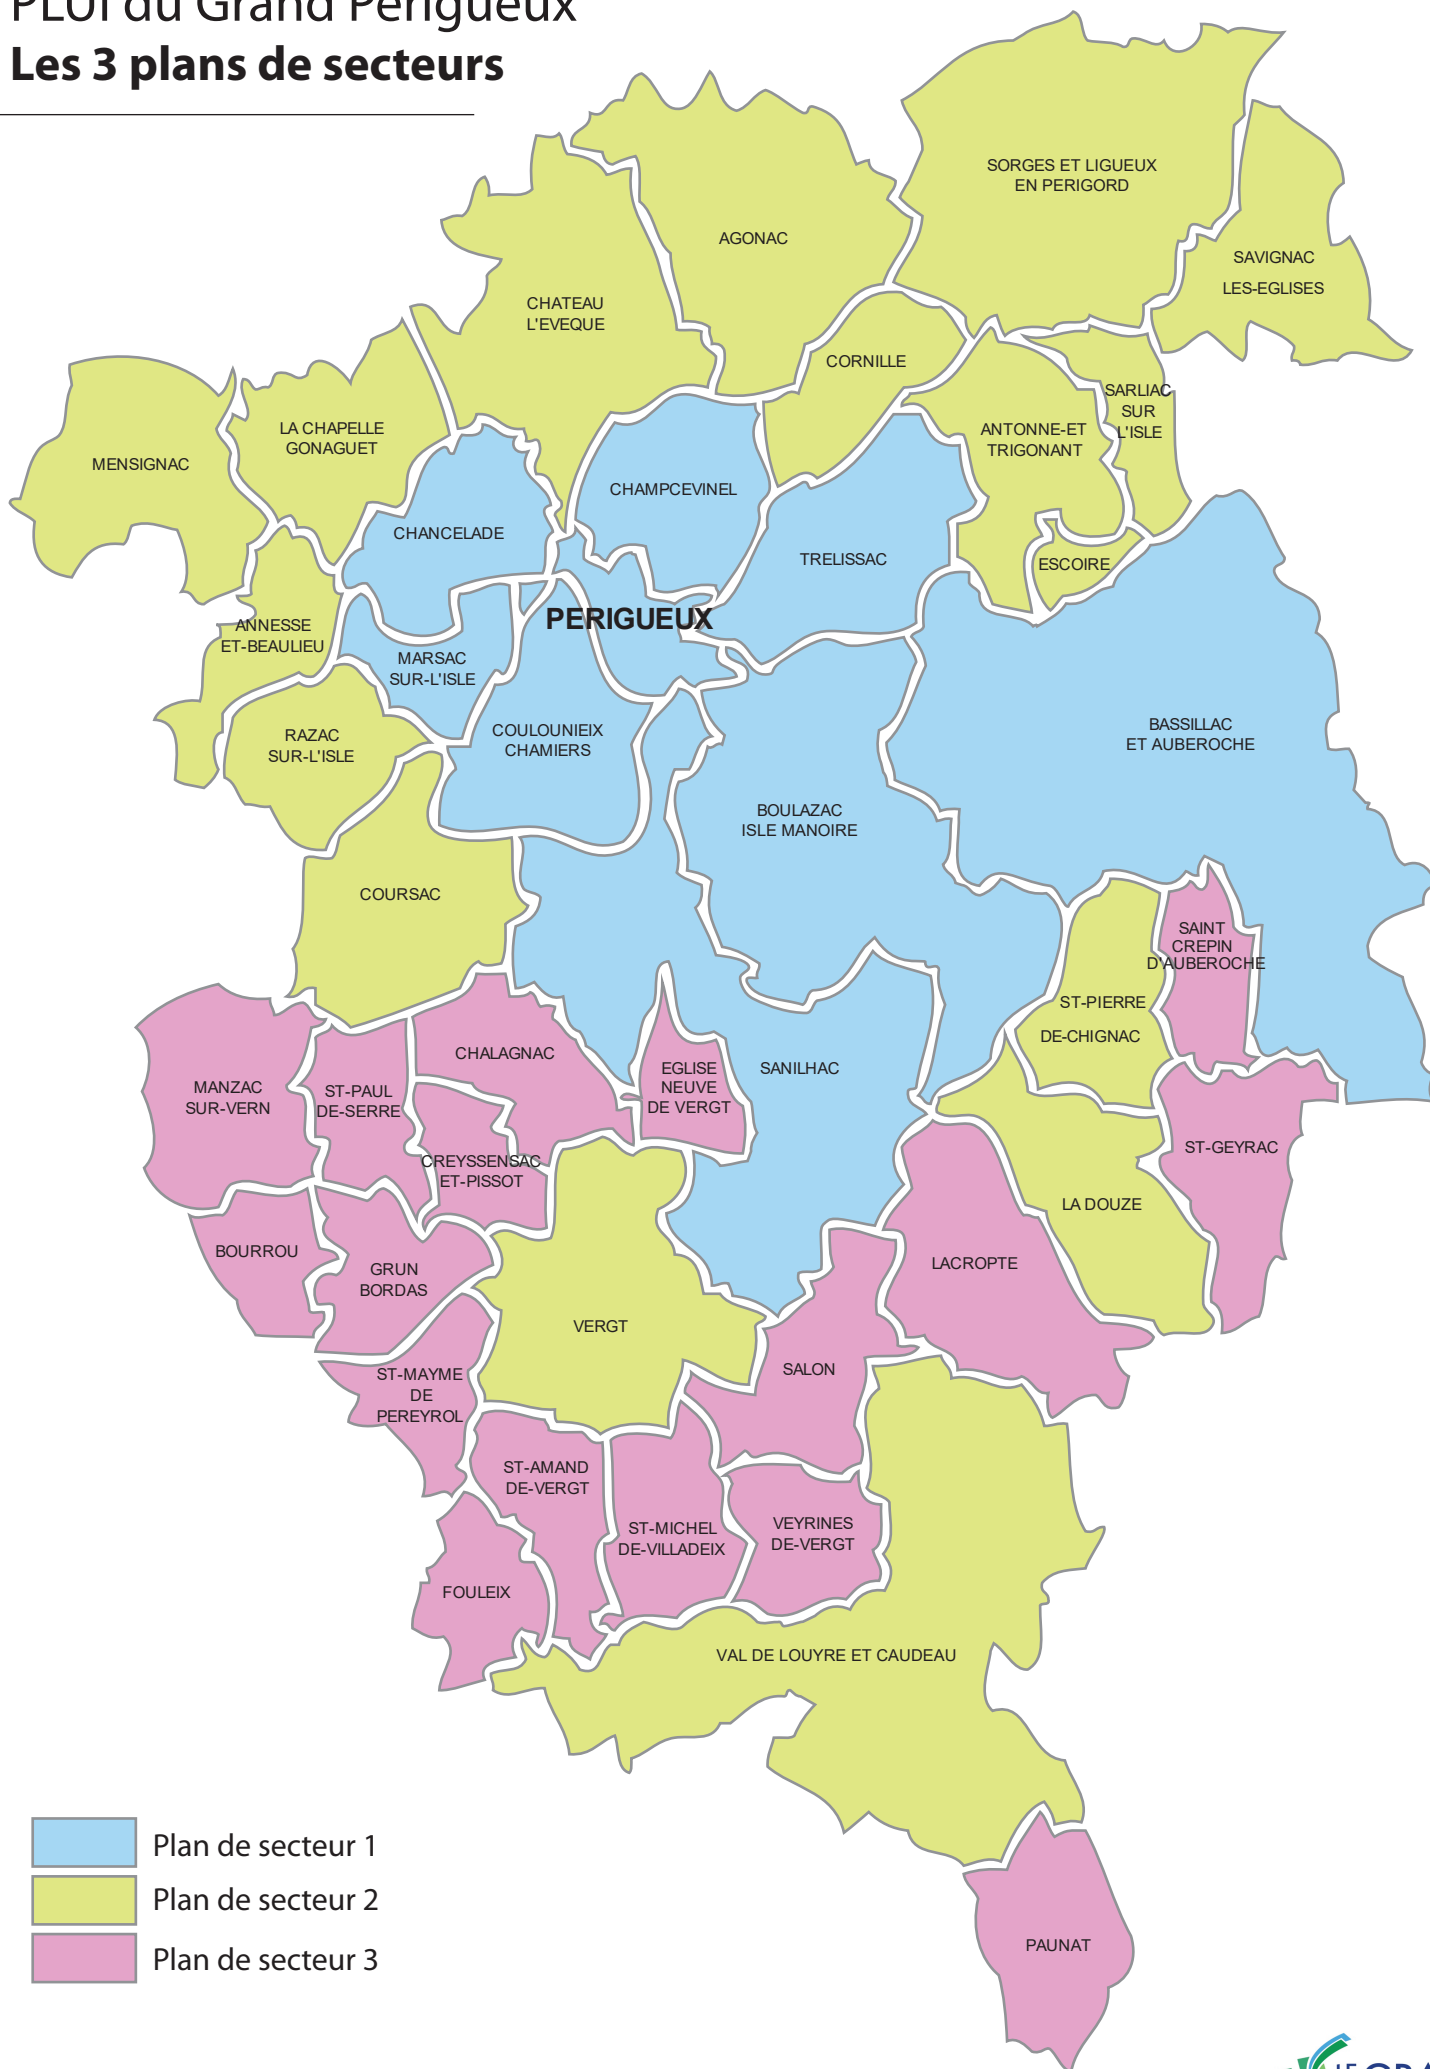 PLUi du Grand Périgueux
Les 3 plans de secteurs
SORGES ET LIGUEUX
EN PERIGORD
AGONAC
SAVIGNAC
LES-EGLISES
CHATEAU
L'EVEQUE
CORNILLE
SARLIAC
SUR
L'ISLE
LA CHAPELLE
GONAGUET
ANTONNE-ET
TRIGONANT
MENSIGNAC
CHAMPCEVINEL
CHANCELADE
TRELISSAC
ESCOIRE
PERIGUEUX
ANNESSE
ET-BEAULIEU
MARSAC
SUR-L'ISLE
RAZAC
SUR-L'ISLE
COULOUNIEIX
CHAMIERS
BASSILLAC
ET AUBEROCHE
BOULAZAC
ISLE MANOIRE
COURSAC
SAINT
CREPIN
D'AUBEROCHE
ST-PIERRE
DE-CHIGNAC
CHALAGNAC
EGLISE
NEUVE
DE VERGT
SANILHAC
MANZAC
SUR-VERN
ST-PAUL
DE-SERRE
ST-GEYRAC
CREYSSENSAC
ET-PISSOT
LA DOUZE
BOURROU
GRUN
BORDAS
LACROPTE
VERGT
SALON
ST-MAYME
DE
PEREYROL
ST-AMAND
DE-VERGT
ST-MICHEL
DE-VILLADEIX
VEYRINES
DE-VERGT
FOULEIX
VAL DE LOUYRE ET CAUDEAU
Plan de secteur 1
Plan de secteur 2
Plan de secteur 3
PAUNAT